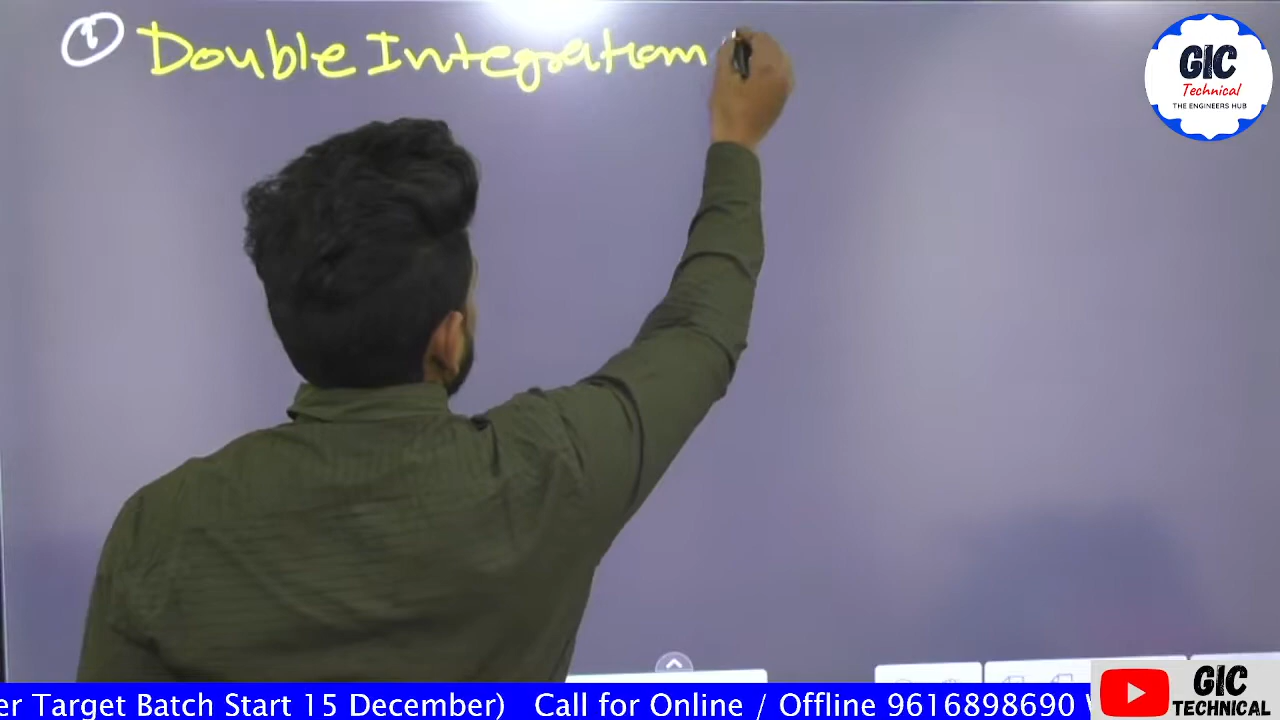 ① Double Integration
GIC
Technical
THE ENGINEERS HUB
er Target Batch Start 15 December) Call for Online / Offline 9616898690
GIC
TECHNICAL